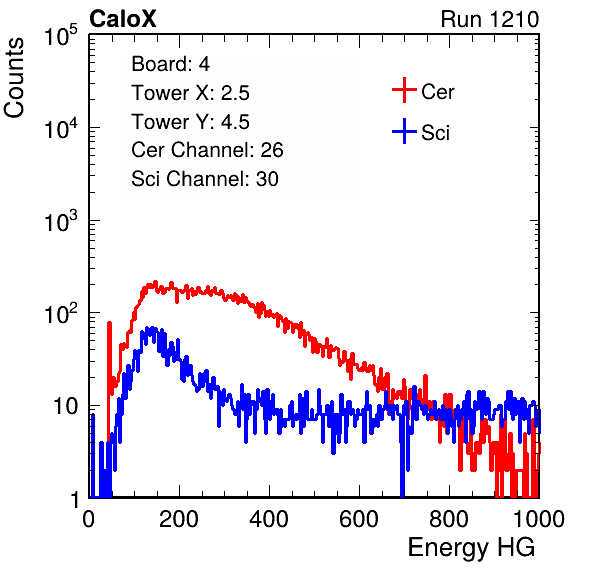 CaloX Run 1210
Counts
10^5
10^4
10^3
10^2
10
1
Board: 4
Tower X: 2.5
Tower Y: 4.5
Cer Channel: 26
Sci Channel: 30
Cer
Sci
0 200 400 600 800 1000
Energy HG